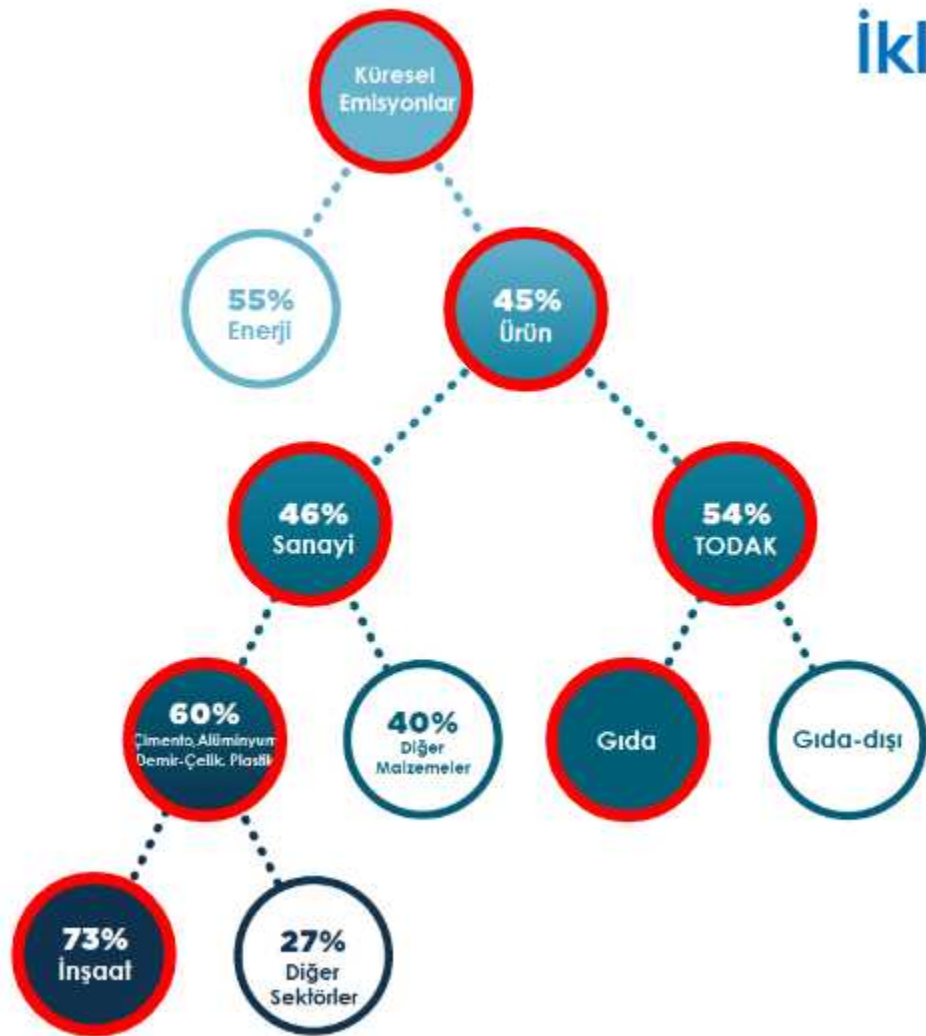 İkl
Küresel
Emisyonlar
55%
Enerji
45%
Ürün
46%
Sanayi
54%
TODAK
60%
Çimento,Alüminyum
Demir-Çelik. Plastik
40%
Diğer
Malzemeler
Gıda
Gıda-dışı
73%
İnşaat
27%
Diğer
Sektörler